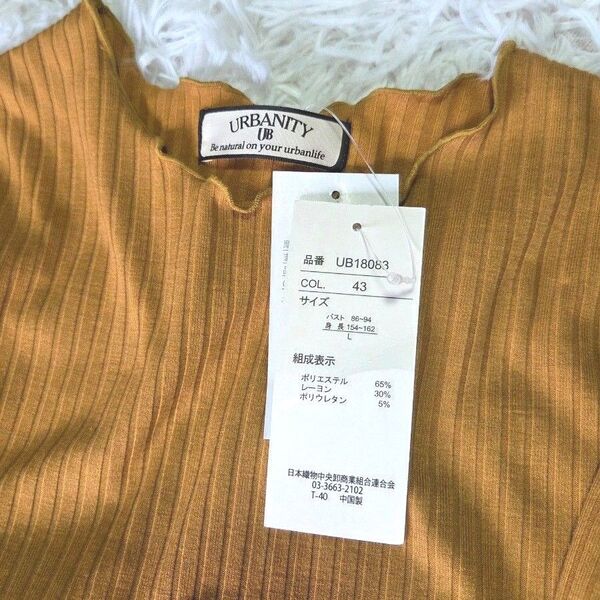 URBANITY
UB
Be natural on your urbanlife
品番 UB18083
COL. 43
サイズ
バスト 86~94
身長 154~162
L
組成表示
ポリエステル 65%
レーヨン 30%
ポリウレタン 5%
日本織物中央卸商業組合連合会
03-3663-2102
T-40 中国製